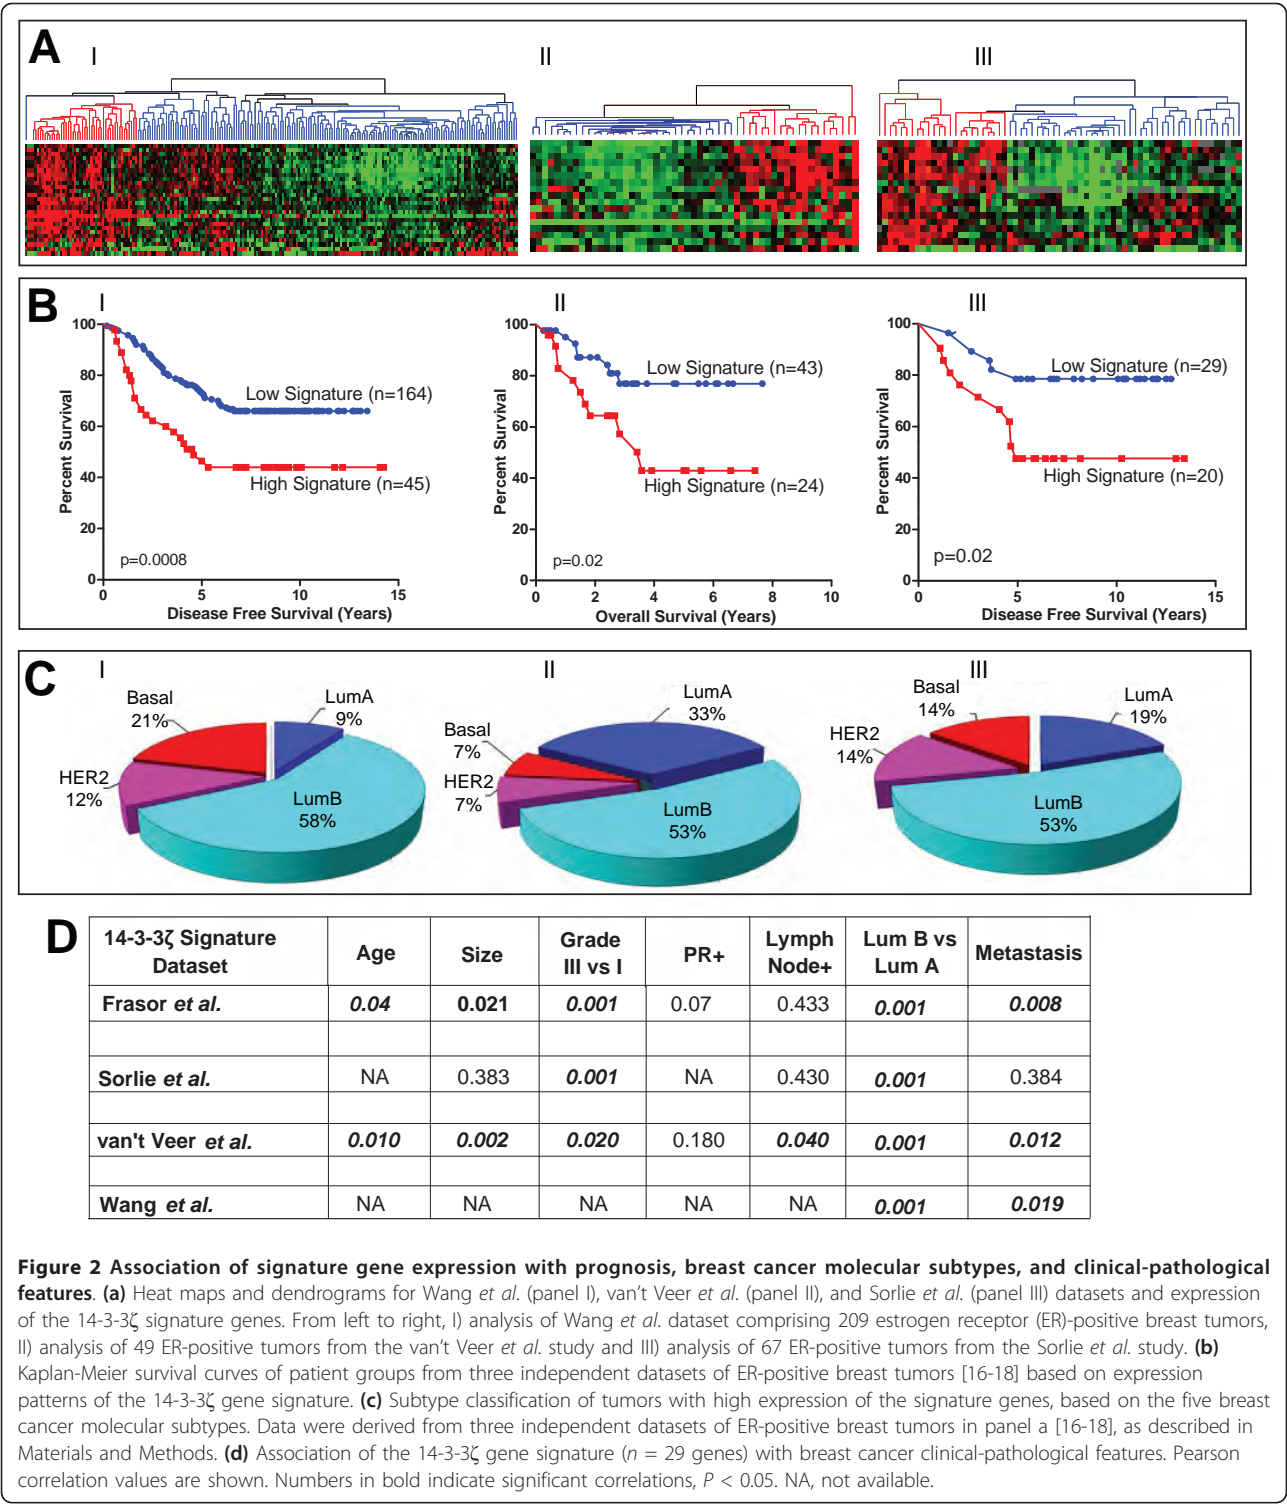 A
I
II
III
B
I
II
III
100
80
60
40
20
0
Percent Survival
Low Signature (n=164)
High Signature (n=45)
p=0.0008
0 5 10 15
Disease Free Survival (Years)
100
80
60
40
20
0
Percent Survival
Low Signature (n=43)
High Signature (n=24)
p=0.02
0 2 4 6 8 10
Overall Survival (Years)
100
80
60
40
20
0
Percent Survival
Low Signature (n=29)
High Signature (n=20)
p=0.02
0 5 10 15
Disease Free Survival (Years)
C
I
II
III
Basal
21%
LumA
9%
HER2
12%
LumB
58%
LumA
33%
Basal
7%
HER2
7%
LumB
53%
Basal
14%
LumA
19%
HER2
14%
LumB
53%
D
14-3-3ζ Signature
Dataset
Age
Size
Grade
III vs I
PR+
Lymph
Node+
Lum B vs
Lum A
Metastasis
Frasor et al. 0.04 0.021 0.001 0.07 0.433 0.001 0.008
Sorlie et al. NA 0.383 0.001 NA 0.430 0.001 0.384
van't Veer et al. 0.010 0.002 0.020 0.180 0.040 0.001 0.012
Wang et al. NA NA NA NA NA 0.001 0.019
Figure 2 Association of signature gene expression with prognosis, breast cancer molecular subtypes, and clinical-pathological
features. (a) Heat maps and dendrograms for Wang et al. (panel I), van't Veer et al. (panel II), and Sorlie et al. (panel III) datasets and expression
of the 14-3-3ζ signature genes. From left to right, I) analysis of Wang et al. dataset comprising 209 estrogen receptor (ER)-positive breast tumors,
II) analysis of 49 ER-positive tumors from the van't Veer et al. study and III) analysis of 67 ER-positive tumors from the Sorlie et al. study. (b)
Kaplan-Meier survival curves of patient groups from three independent datasets of ER-positive breast tumors [16-18] based on expression
patterns of the 14-3-3ζ gene signature. (c) Subtype classification of tumors with high expression of the signature genes, based on the five breast
cancer molecular subtypes. Data were derived from three independent datasets of ER-positive breast tumors in panel a [16-18], as described in
Materials and Methods. (d) Association of the 14-3-3ζ gene signature (n = 29 genes) with breast cancer clinical-pathological features. Pearson
correlation values are shown. Numbers in bold indicate significant correlations, P < 0.05. NA, not available.